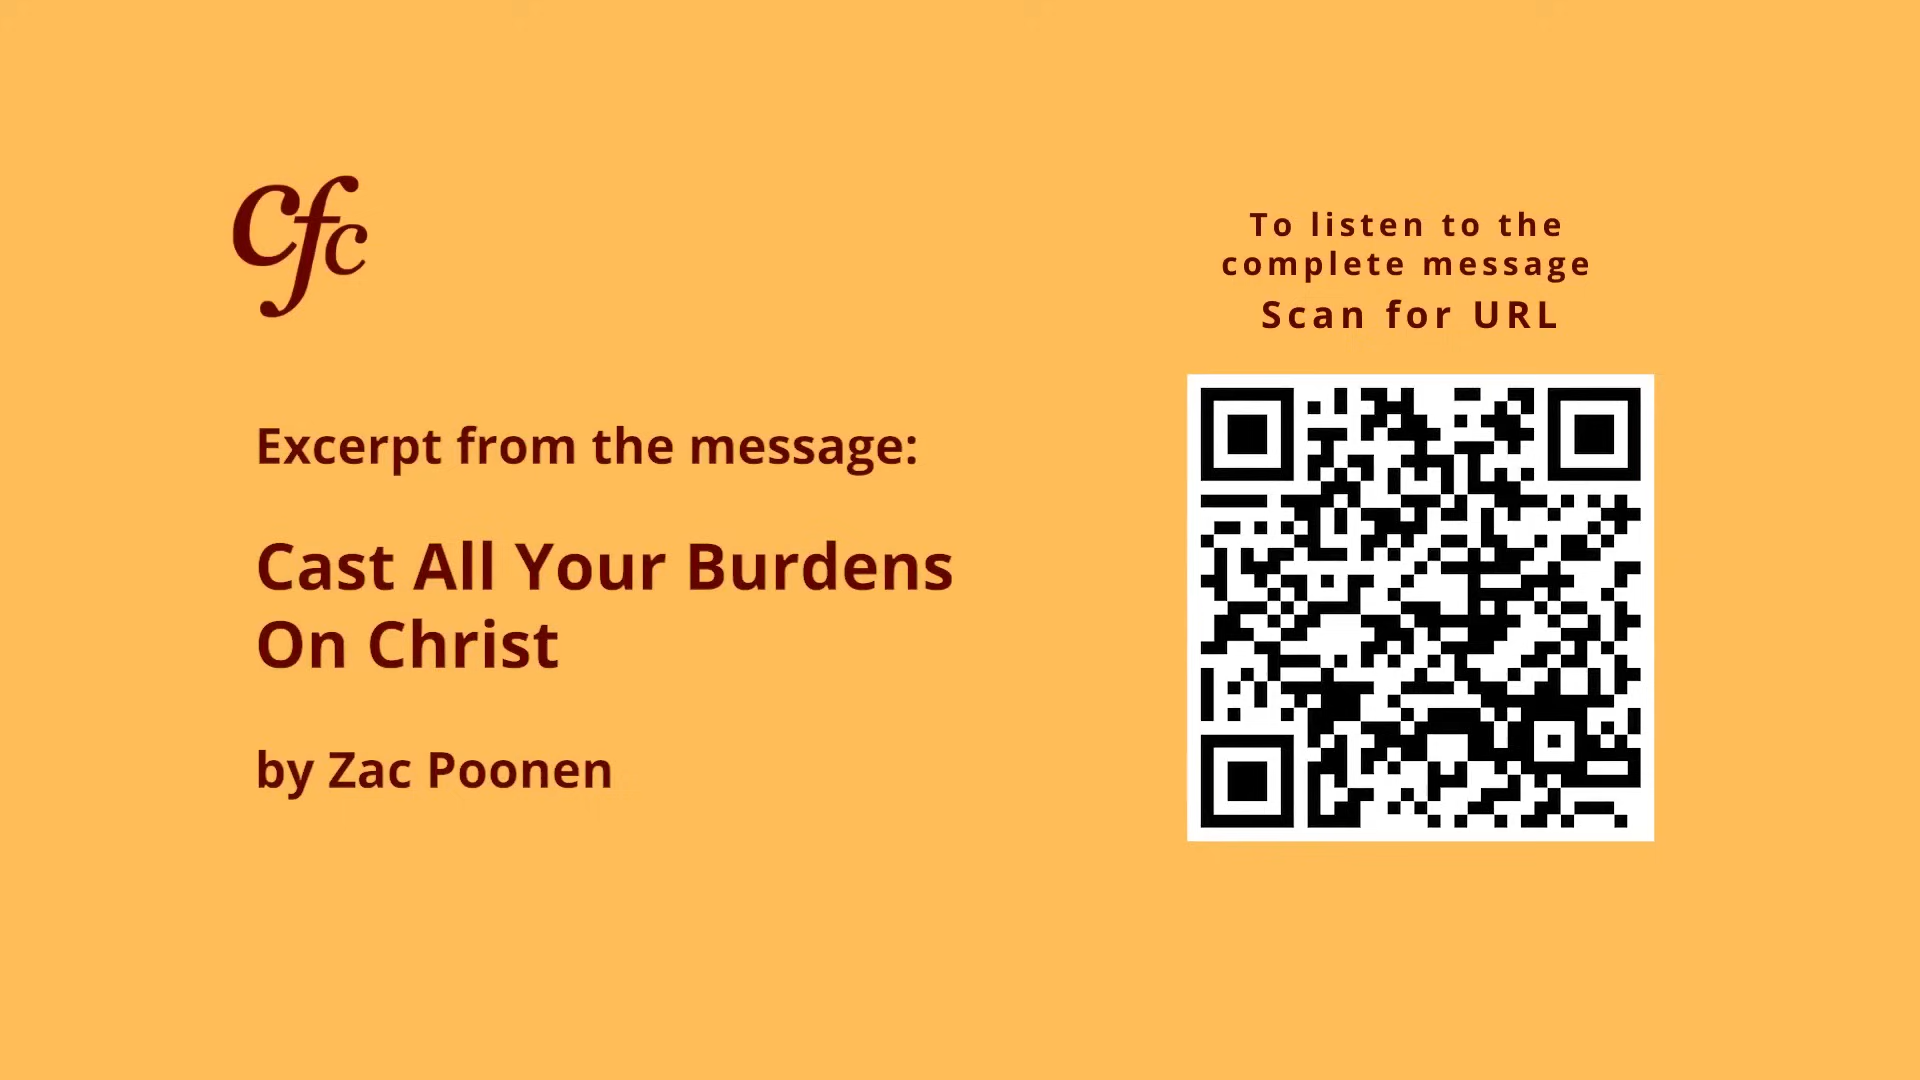 cfc
Excerpt from the message:
Cast All Your Burdens
On Christ
by Zac Poonen
To listen to the
complete message
Scan for URL